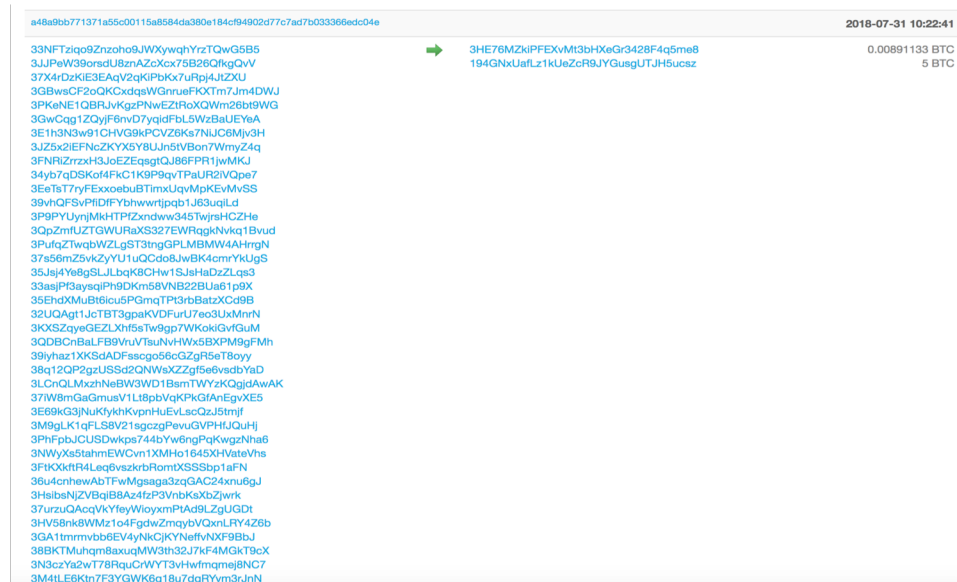 a48a9bb771371a55c00115a8584da380e184cf94902d77c7ad7b033366edc04e
2018-07-31 10:22:41
33NFTziqo9Znzoho9JWXywqhYrzTQwG5B5
3JJPeW39orsdU8znAZcXcx75B26QfkgQvV
37X4rDzKiE3EAqV2qKiPbKx7uRpj4JtZXU
3GBwsCF2oQKCxdqsWGnrueFKXTm7Jm4DWJ
3PKeNE1QBRJvKgzPNwEZtRoXQWm26bt9WG
3GwCqg1ZQyjF6nvD7yqidFbL5WzBaUEYeA
3E1h3N3w91CHVG9kPCVZ6Ks7NiJC6Mjv3H
3JZ5x2iEFNcZKYX5Y8UJn5tVBon7WmyZ4q
3FNRiZrrzxH3JoEZEqsgtQJ86FPR1jwMKJ
34yb7qDSKof4FkC1K9P9qvTPaUR2iVQpe7
3EeTsT7ryFExxoebuBTimxUqvMpKEvMvSS
39vhQFSvPfiDfFYbhwwrtjpqb1J63uqiLd
3P9PYUynjMkHTPfZxndww345TwjrsHCZHe
3QpZmfUZTGWURaXS327EWRqgkNvkq1Bvud
3PufqZTwqbWZLgST3tngGPLMBMW4AHrrgN
37s56mZ5vkZyYU1uQCdo8JwBK4cmrYkUgS
35Jsj4Ye8gSLJLbqK8CHw1SJsHaDzZLqs3
33asjPf3aysqiPh9DKm58VNB22BUa61p9X
35EhdXMuBt6icu5PGmqTPt3rbBatzXCd9B
32UQAgt1JcTBT3gpaKVDFurU7eo3UxMnrN
3KXSZqyeGEZLXhf5sTw9gp7WKokiGvfGuM
3QDBCnBaLFB9VruVTsuNvHWx5BXPM9gFMh
39iyhaz1XKSdADFsscgo56cGZgR5eT8oyy
38q12QP2gzUSSd2QNWsXZZgf5e6vsdbYaD
3LCnQLMxzhNeBW3WD1BsmTWYzKQgjdAwAK
37iW8mGaGmusV1Lt8pbVqKPkGfAnEgvXE5
3E69kG3jNuKfykhKvpnHuEvLscQzJ5tmjf
3M9gLK1qFLS8V21sgczgPevuGVPHfJQuHj
3PhFpbJCUSDwkps744bYw6ngPqKwgzNha6
3NWyXs5tahmEWCvn1XMHo1645XHVateVhs
3FtKXkftR4Leq6vszkrbRomtXSSSbp1aFN
36u4cnhewAbTFwMgsaga3zqGAC24xnu6gJ
3HsibsNjZVBqiB8Az4fzP3VnbKsXbZjwrk
37urzuQAcqVkYfeyWioyxmPtAd9LZgUGDt
3HV58nk8WMz1o4FgdwZmqybVQxnLRY4Z6b
3GA1tmrmvbb6EV4yNkCjKYNeffvNXF9BbJ
38BKTMuhqm8axuqMW3th32J7kF4MGkT9cX
3N3czYa2wT78RquCrWYT3vHwfmqmej8NC7
3M4tLE6Ktn7F3YGWK6q18u7dqRYvm3rJnN
3HE76MZkiPFEXvMt3bHXeGr3428F4q5me8 0.00891133 BTC
194GNxUafLz1kUeZcR9JYGusgUTJH5ucsz 5 BTC